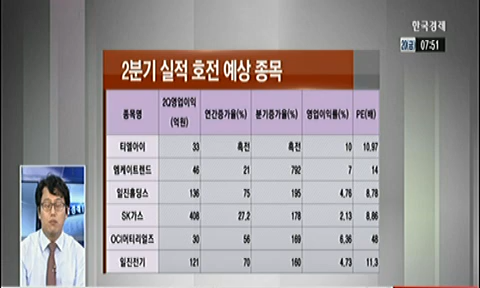 한국경제
20(금) 07:51
2분기 실적 호전 예상 종목
종목명 2Q영업이익(억원) 연간증가율(%) 분기증가율(%) 영업이익률(%) PE(배)
티엘아이 33 흑전 흑전 10 10.97
엠케이트렌드 46 21 792 7 14
일진홀딩스 136 75 195 4.76 8.78
SK가스 408 27.2 178 2.13 8.86
OCI머티리얼즈 30 56 169 6.36 48
일진전기 121 70 160 4.73 11.3